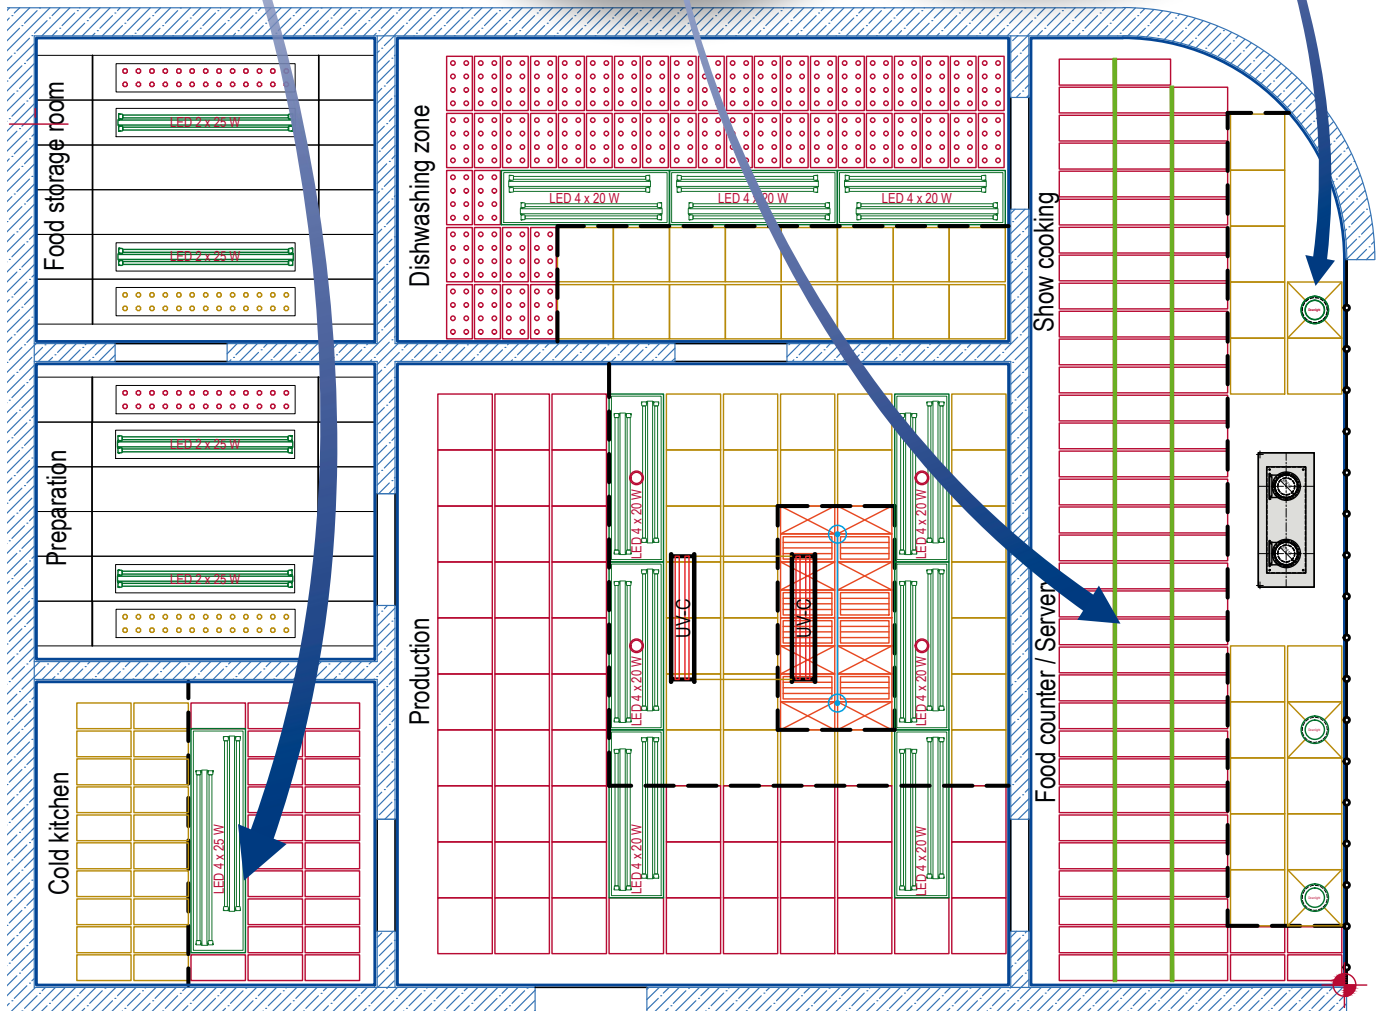 Food storage room
LED 2 x 25 W
LED 2 x 25 W
Dishwashing zone
LED 4 x 20 W
LED 4 x 20 W
LED 4 x 20 W
Show cooking
Preparation
LED 2 x 25 W
LED 2 x 25 W
Production
LED 4 x 20 W
LED 4 x 20 W
LED 4 x 20 W
UV-C
UV-C
LED 4 x 20 W
LED 4 x 20 W
LED 4 x 20 W
Food counter / Server
Cold kitchen
LED 4 x 25 W